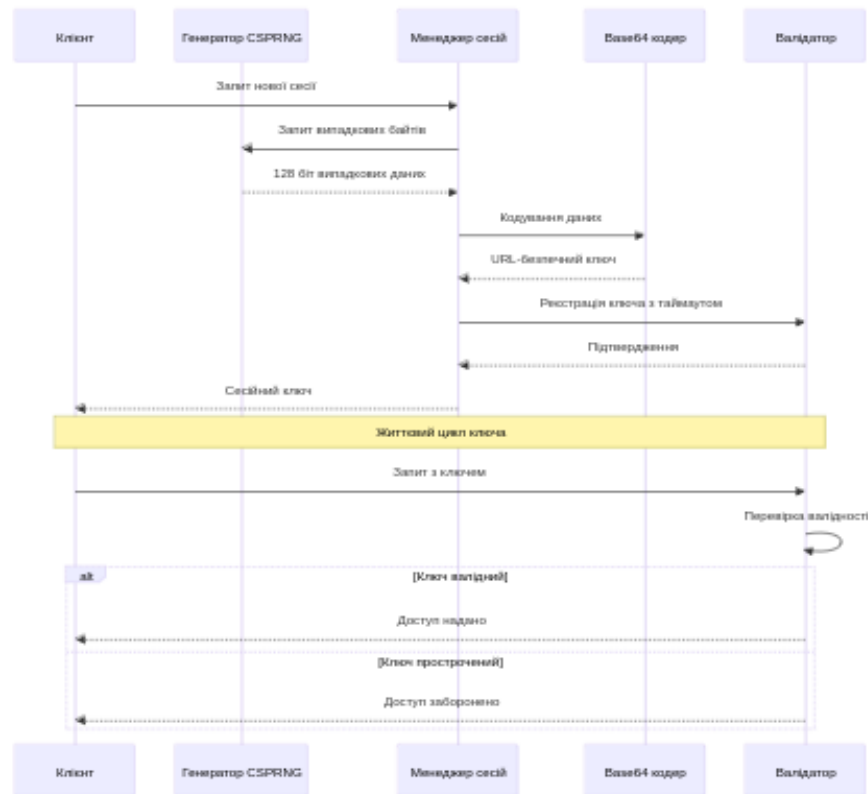 Клієнт
Генератор CSPRNG
Менеджер сесій
Base64 кодер
Валідатор
Запит нової сесії
Запит випадкових байтів
128 біт випадкових даних
Кодування даних
URL-безпечний ключ
Реєстрація ключа з таймаутом
Підтвердження
Сесійний ключ
Життєвий цикл ключа
Запит з ключем
Перевірка валідності
alt
[Ключ валідний]
Доступ надано
[Ключ прострочений]
Доступ заборонено
Клієнт
Генератор CSPRNG
Менеджер сесій
Base64 кодер
Валідатор